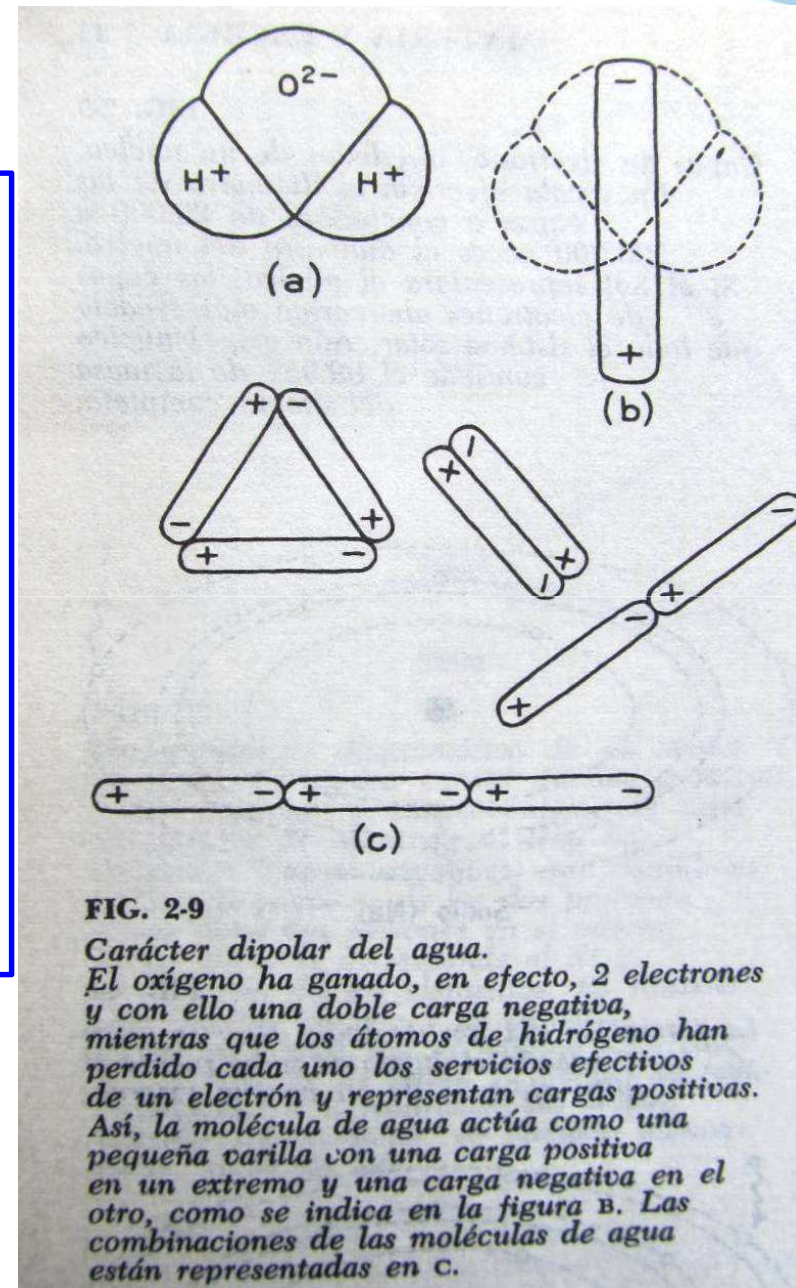 O2-
H+ H+
(a)
-
+
(b)
+ -
- +
+ -
+ -
- +
+ -
+ -
+ - + - + -
(c)
FIG. 2-9
Carácter dipolar del agua.
El oxígeno ha ganado, en efecto, 2 electrones
y con ello una doble carga negativa,
mientras que los átomos de hidrógeno han
perdido cada uno los servicios efectivos
de un electrón y representan cargas positivas.
Así, la molécula de agua actúa como una
pequeña varilla con una carga positiva
en un extremo y una carga negativa en el
otro, como se indica en la figura B. Las
combinaciones de las moléculas de agua
están representadas en C.